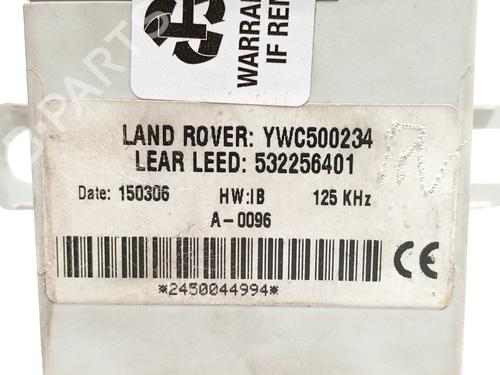 WARRAN
IF REM
LAND ROVER: YWC500234
LEAR LEED: 532256401
Date: 150306 HW:IB 125 KHz
A-0096
CE
*2450044994*